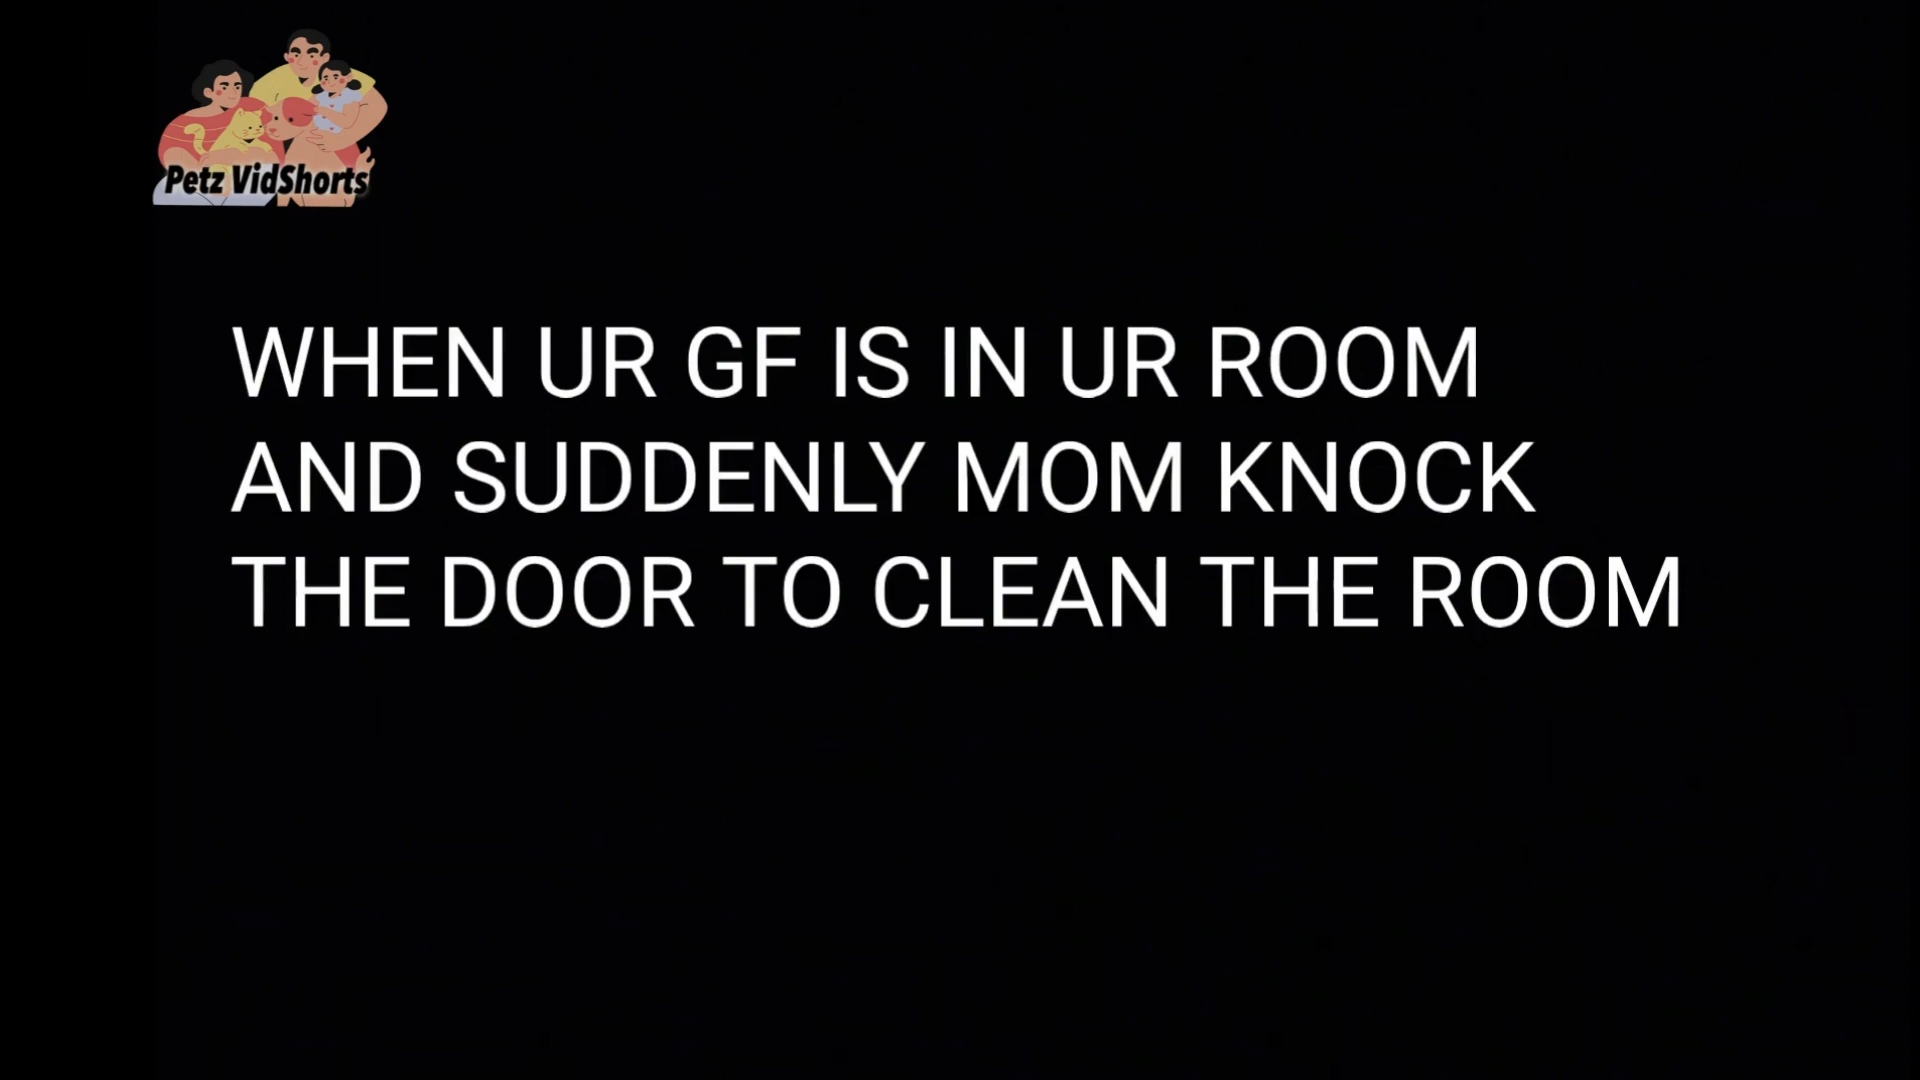 Petz VidShorts
WHEN UR GF IS IN UR ROOM
AND SUDDENLY MOM KNOCK
THE DOOR TO CLEAN THE ROOM